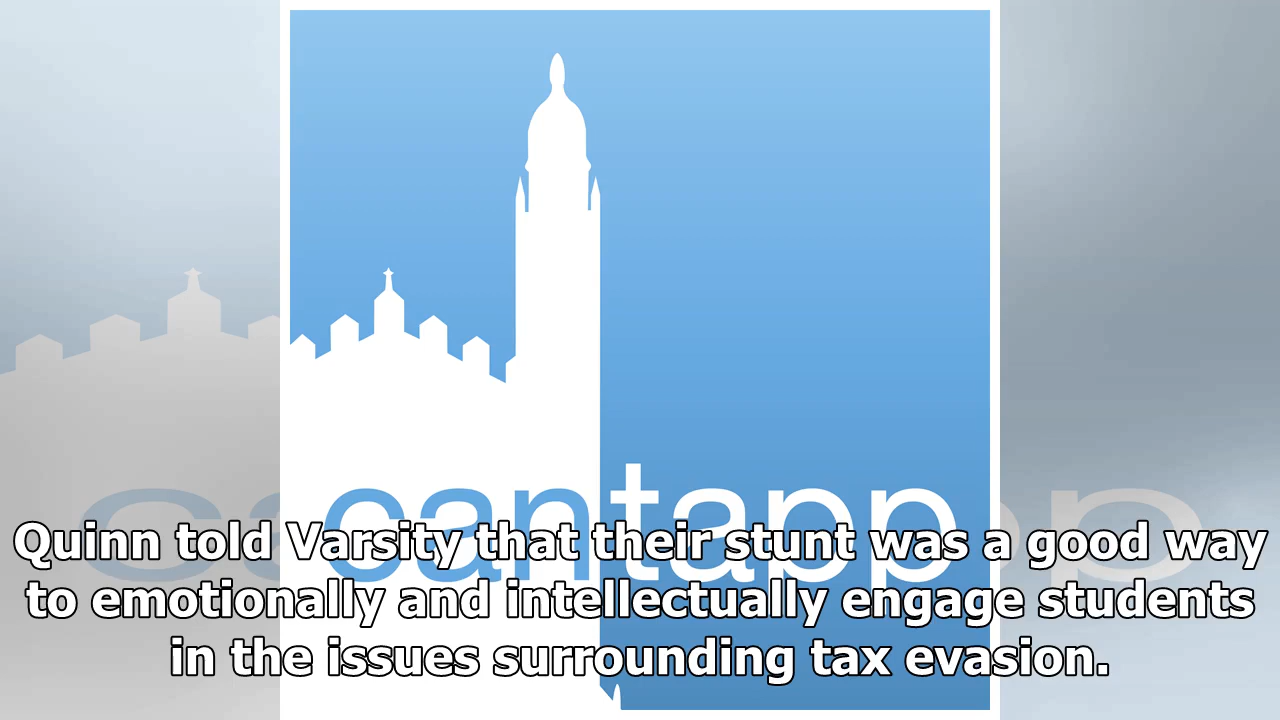 cantapp
Quinn told Varsity that their stunt was a good way
to emotionally and intellectually engage students
in the issues surrounding tax evasion.